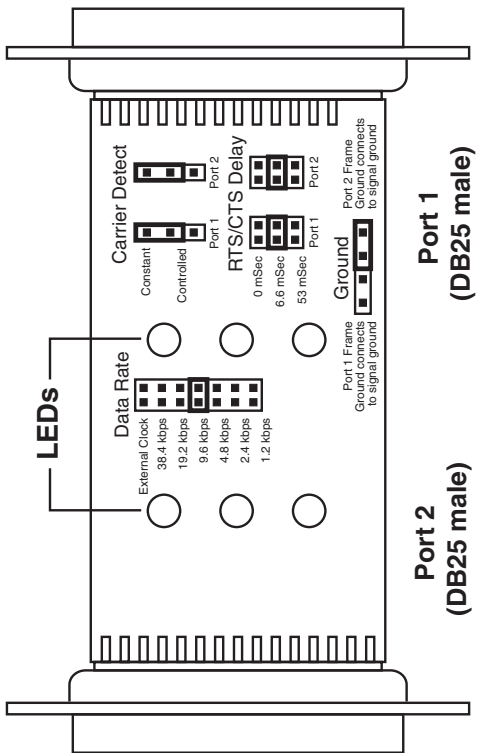 LEDs
Carrier Detect
Constant
Controlled
Port 1
Port 2
Data Rate
External Clock
38.4 kbps
19.2 kbps
9.6 kbps
4.8 kbps
2.4 kbps
1.2 kbps
RTS/CTS Delay
0 mSec
6.6 mSec
53 mSec
Port 1
Port 2
Ground
Port 1 Frame
Ground connects
to signal ground
Port 2 Frame
Ground connects
to signal ground
Port 2
(DB25 male)
Port 1
(DB25 male)